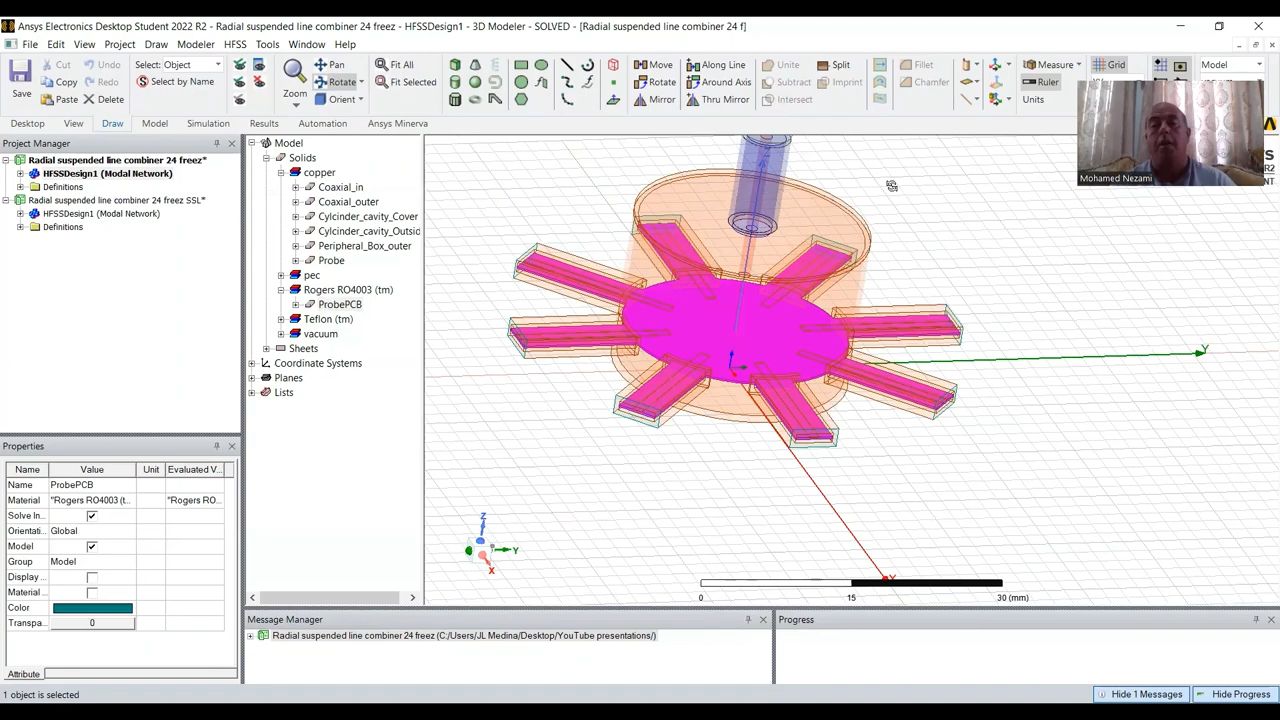 Ansys Electronics Desktop Student 2022 R2 - Radial suspended line combiner 24 freez - HFSSDesign1 - 3D Modeler - SOLVED - [Radial suspended line combiner 24 f]
File Edit View Project Draw Modeler HFSS Tools Window Help
Save
Cut
Copy
Paste
Undo
Redo
Delete
Select: Object
Select by Name
Zoom
Pan
Rotate
Orient
Fit All
Fit Selected
Move
Rotate
Mirror
Along Line
Around Axis
Thru Mirror
Unite
Subtract
Intersect
Split
Imprint
Fillet
Chamfer
Measure
Ruler
Units
Grid
Model
Desktop View Draw Model Simulation Results Automation Ansys Minerva
Mohamed Nezami
Project Manager
Radial suspended line combiner 24 freez*
HFSSDesign1 (Modal Network)
Definitions
Radial suspended line combiner 24 freez SSL*
HFSSDesign1 (Modal Network)
Definitions
Model
Solids
copper
Coaxial_in
Coaxial_outer
Cylcinder_cavity_Cover
Cylcinder_cavity_Outsid
Peripheral_Box_outer
Probe
pec
Rogers RO4003 (tm)
ProbePCB
Teflon (tm)
vacuum
Sheets
Coordinate Systems
Planes
Lists
Y
Z
Y
X
0 15 30 (mm)
Properties
Name Value Unit Evaluated V...
Name ProbePCB
Material "Rogers RO4003 (t... "Rogers RO...
Solve In...
Orientati... Global
Model
Group Model
Display ...
Material ...
Color
Transpa... 0
Attribute
Message Manager
Radial suspended line combiner 24 freez (C:/Users/JL Medina/Desktop/YouTube presentations/)
Progress
1 object is selected
Hide 1 Messages
Hide Progress